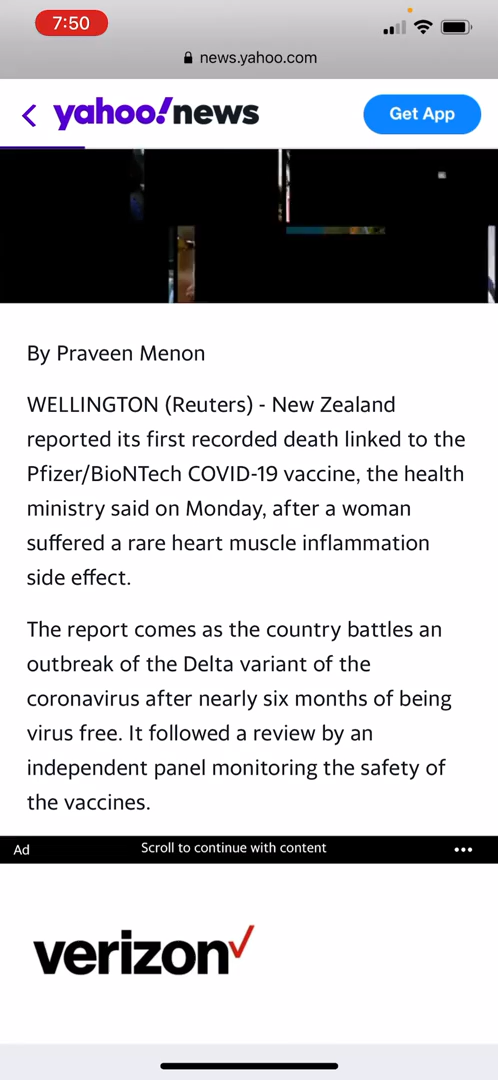 7:50
news.yahoo.com
yahoo!news
Get App
By Praveen Menon
WELLINGTON (Reuters) - New Zealand
reported its first recorded death linked to the
Pfizer/BioNTech COVID-19 vaccine, the health
ministry said on Monday, after a woman
suffered a rare heart muscle inflammation
side effect.
The report comes as the country battles an
outbreak of the Delta variant of the
coronavirus after nearly six months of being
virus free. It followed a review by an
independent panel monitoring the safety of
the vaccines.
Ad
Scroll to continue with content
verizon